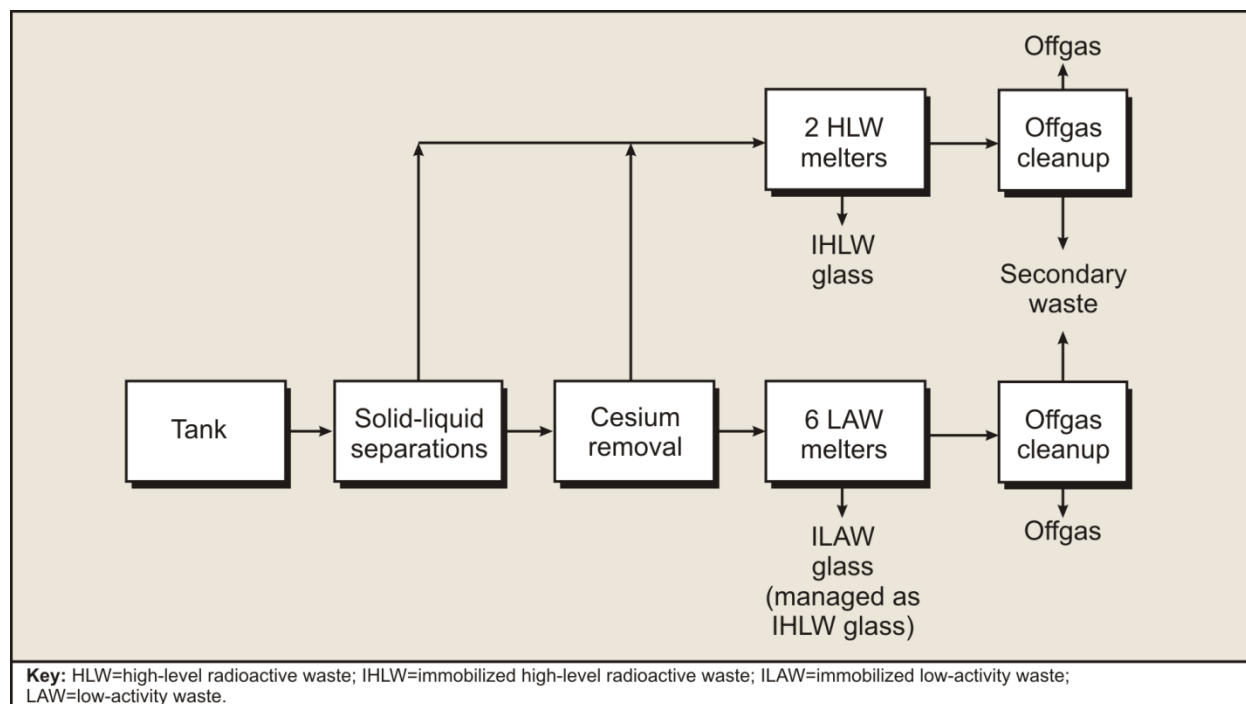 Offgas
2 HLW
melters
Offgas
cleanup
IHLW
glass
Secondary
waste
Tank
Solid-liquid
separations
Cesium
removal
6 LAW
melters
Offgas
cleanup
ILAW
glass
(managed as
IHLW glass)
Offgas
Key: HLW=high-level radioactive waste; IHLW=immobilized high-level radioactive waste; ILAW=immobilized low-activity waste;
LAW=low-activity waste.